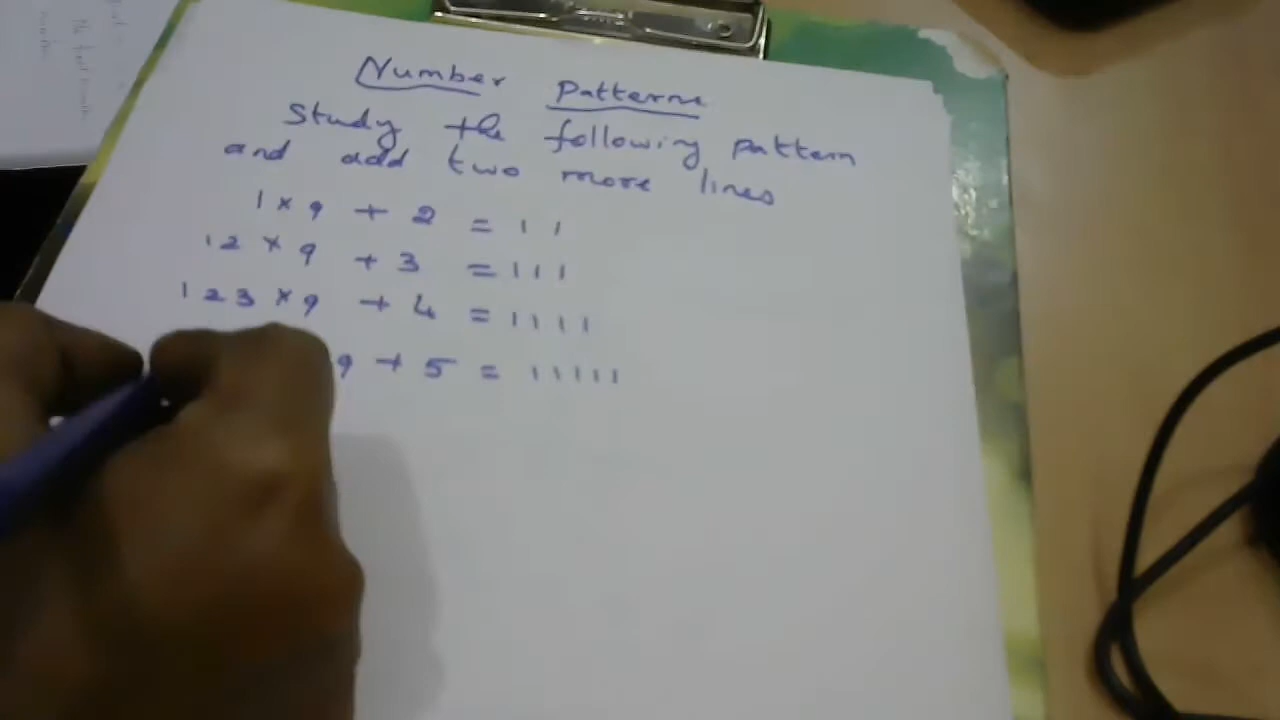 Number Patterns
Study the following pattern
and add two more lines
1 × 9 + 2 = 11
12 × 9 + 3 = 111
123 × 9 + 4 = 1111
9 + 5 = 11111